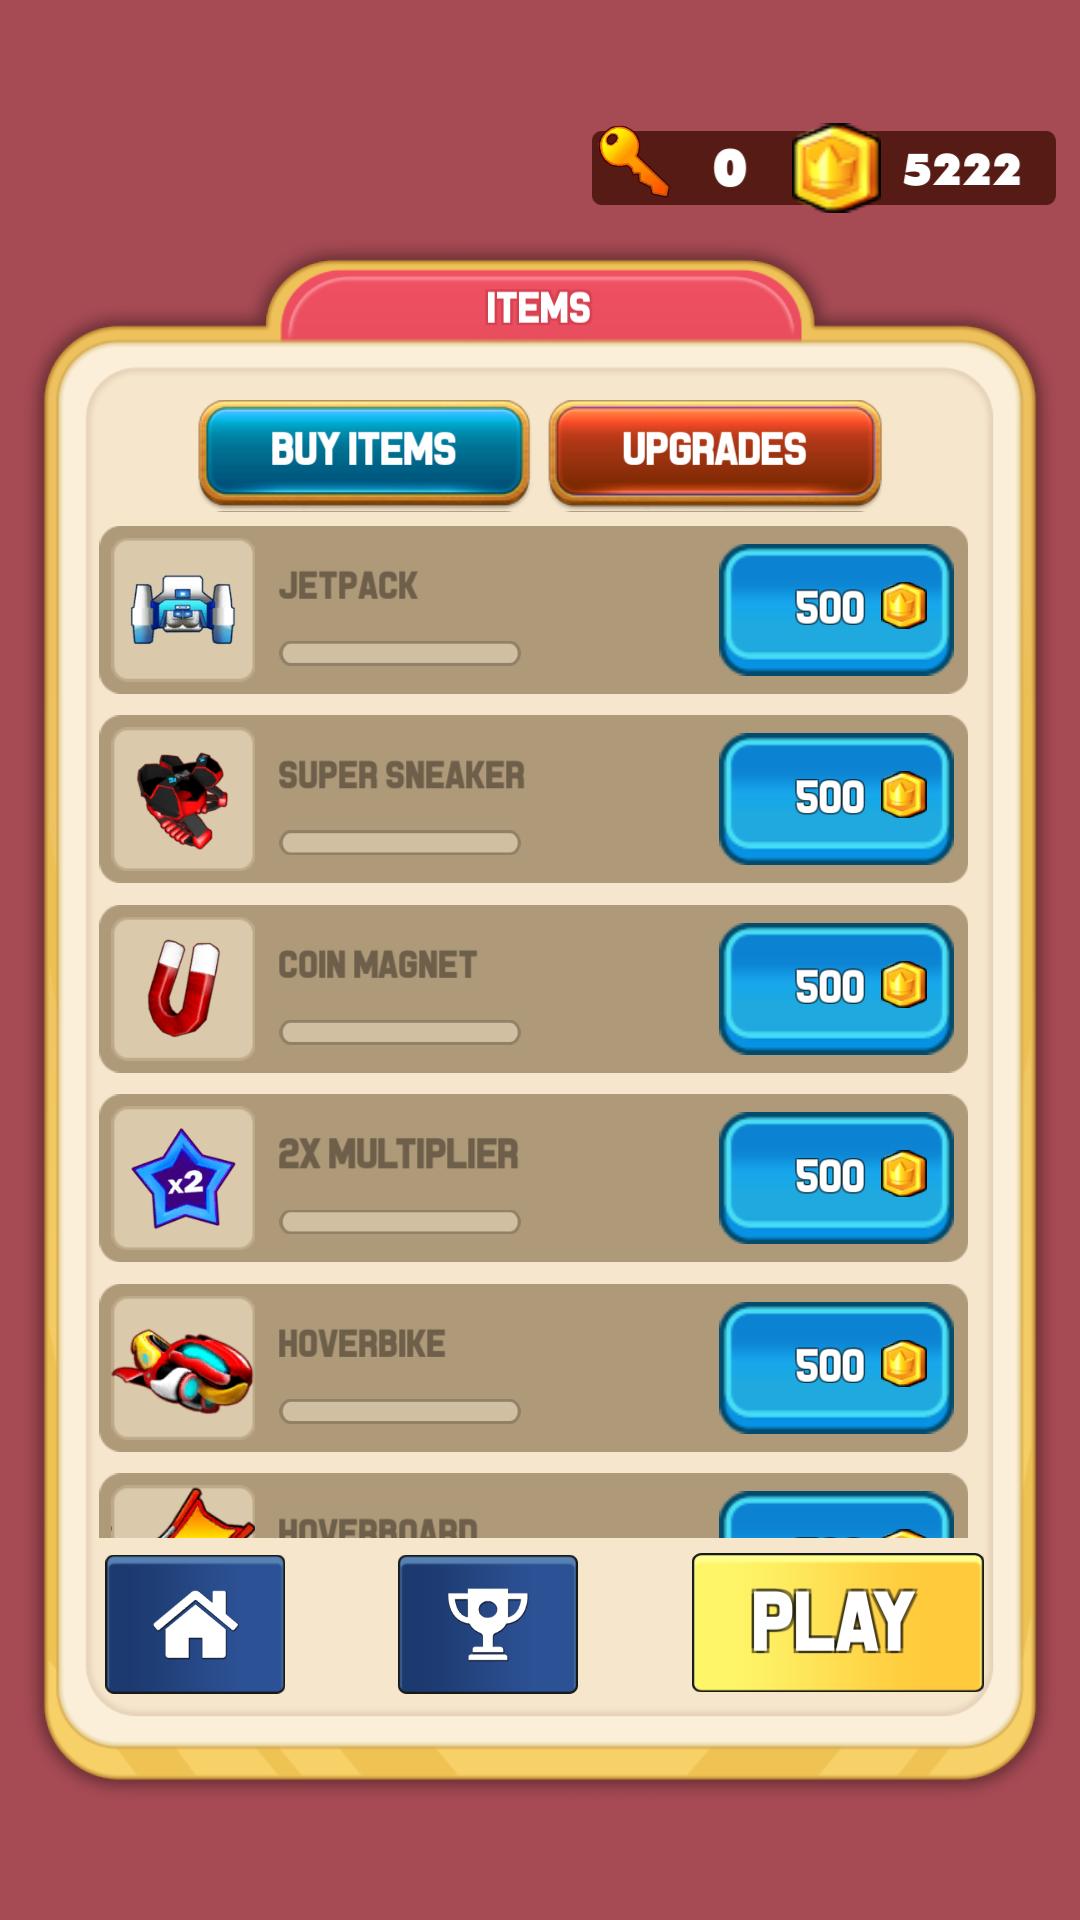 0 5222
ITEMS
BUY ITEMS UPGRADES
JETPACK
500
SUPER SNEAKER
500
COIN MAGNET
500
2X MULTIPLIER
x2
500
HOVERBIKE
500
HOVERBOARD
PLAY